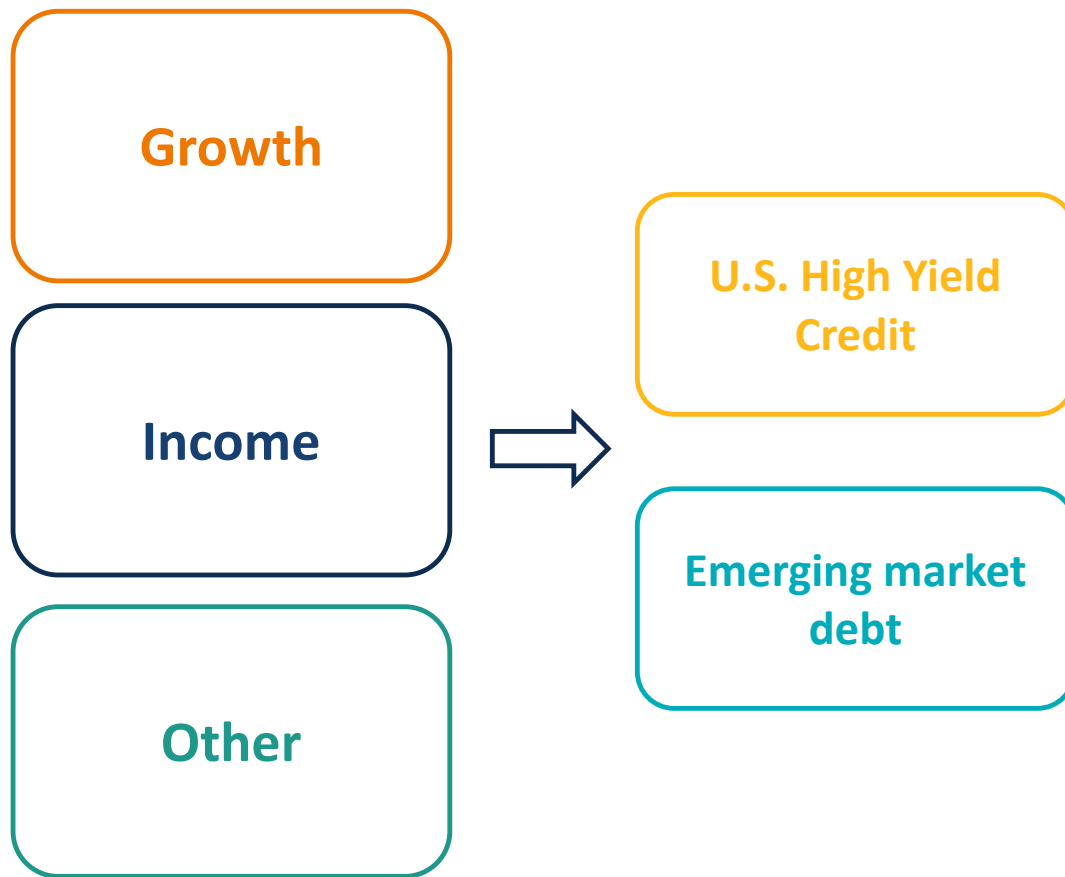 Growth
Income
Other
U.S. High Yield
Credit
Emerging market
debt